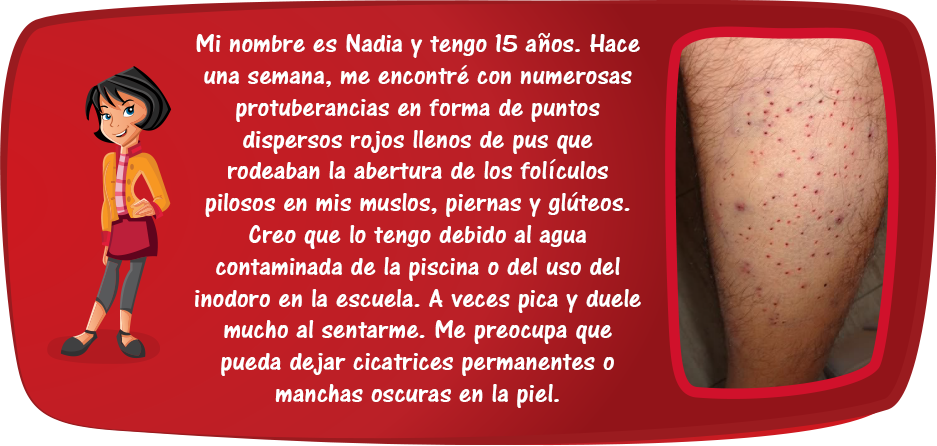 Mi nombre es Nadia y tengo 15 años. Hace
una semana, me encontré con numerosas
protuberancias en forma de puntos
dispersos rojos llenos de pus que
rodeaban la abertura de los folículos
pilosos en mis muslos, piernas y glúteos.
Creo que lo tengo debido al agua
contaminada de la piscina o del uso del
inodoro en la escuela. A veces pica y duele
mucho al sentarme. Me preocupa que
pueda dejar cicatrices permanentes o
manchas oscuras en la piel.